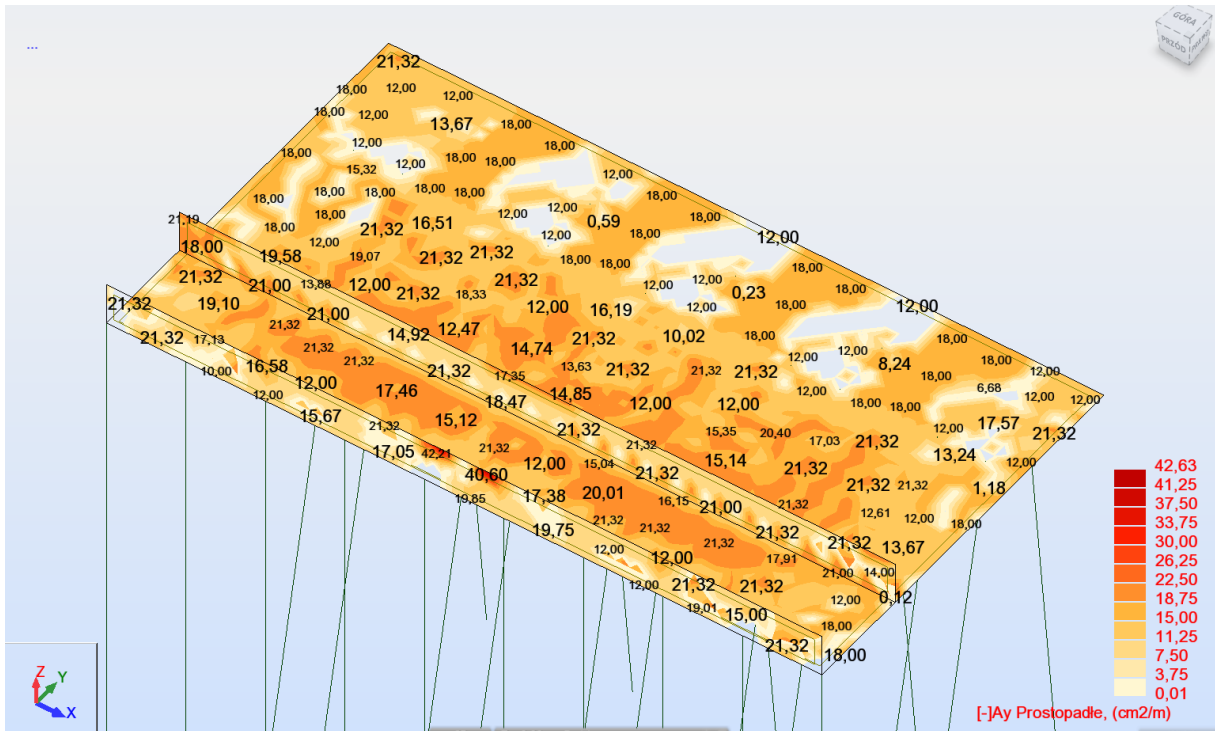 ...
GÓRA
PRZÓD
21,32
18,00 12,00 12,00
18,00 12,00 13,67 18,00
12,00 18,00
18,00 15,32 12,00 18,00 18,00
12,00
18,00 18,00 18,00 18,00 18,00
18,00
21,19 18,00 18,00 21,32 16,51 12,00 12,00 0,59 18,00
12,00 18,00 12,00
18,00 19,58 12,00 19,07 21,32 21,32 18,00 18,00
18,00
21,32 21,00 13,88 12,00 21,32 18,33 21,32 12,00 12,00 0,23 18,00
21,32 19,10 21,00 12,00 16,19 12,00 18,00 12,00
21,32 17,13 21,32 14,92 12,47 21,32 10,02 18,00 18,00
21,32 21,32 14,74 12,00 12,00 8,24 18,00
10,00 16,58 12,00 21,32 17,35 13,63 21,32 21,32 21,32 18,00 12,00
12,00 17,46 18,47 14,85 12,00 6,68 12,00 12,00
12,00 12,00 18,00 18,00
15,67 21,32 15,12 21,32 15,35 20,40 17,03 21,32 12,00 17,57 21,32
17,05 42,21 21,32 12,00 15,04 21,32 15,14 21,32 13,24 12,00
40,60 21,32 21,32 21,32 1,18
19,85 17,38 20,01 16,15 21,00 21,32 12,61 12,00 18,00
19,75 21,32 21,32 21,32 21,32 21,32 13,67
12,00 12,00 17,91 21,00 14,00
12,00 21,32 21,32 12,00 0,12
19,01 15,00 18,00
21,32 18,00
42,63
41,25
37,50
33,75
30,00
26,25
22,50
18,75
15,00
11,25
7,50
3,75
0,01
[-]Ay Prostopadłe, (cm2/m)
Z
Y
X